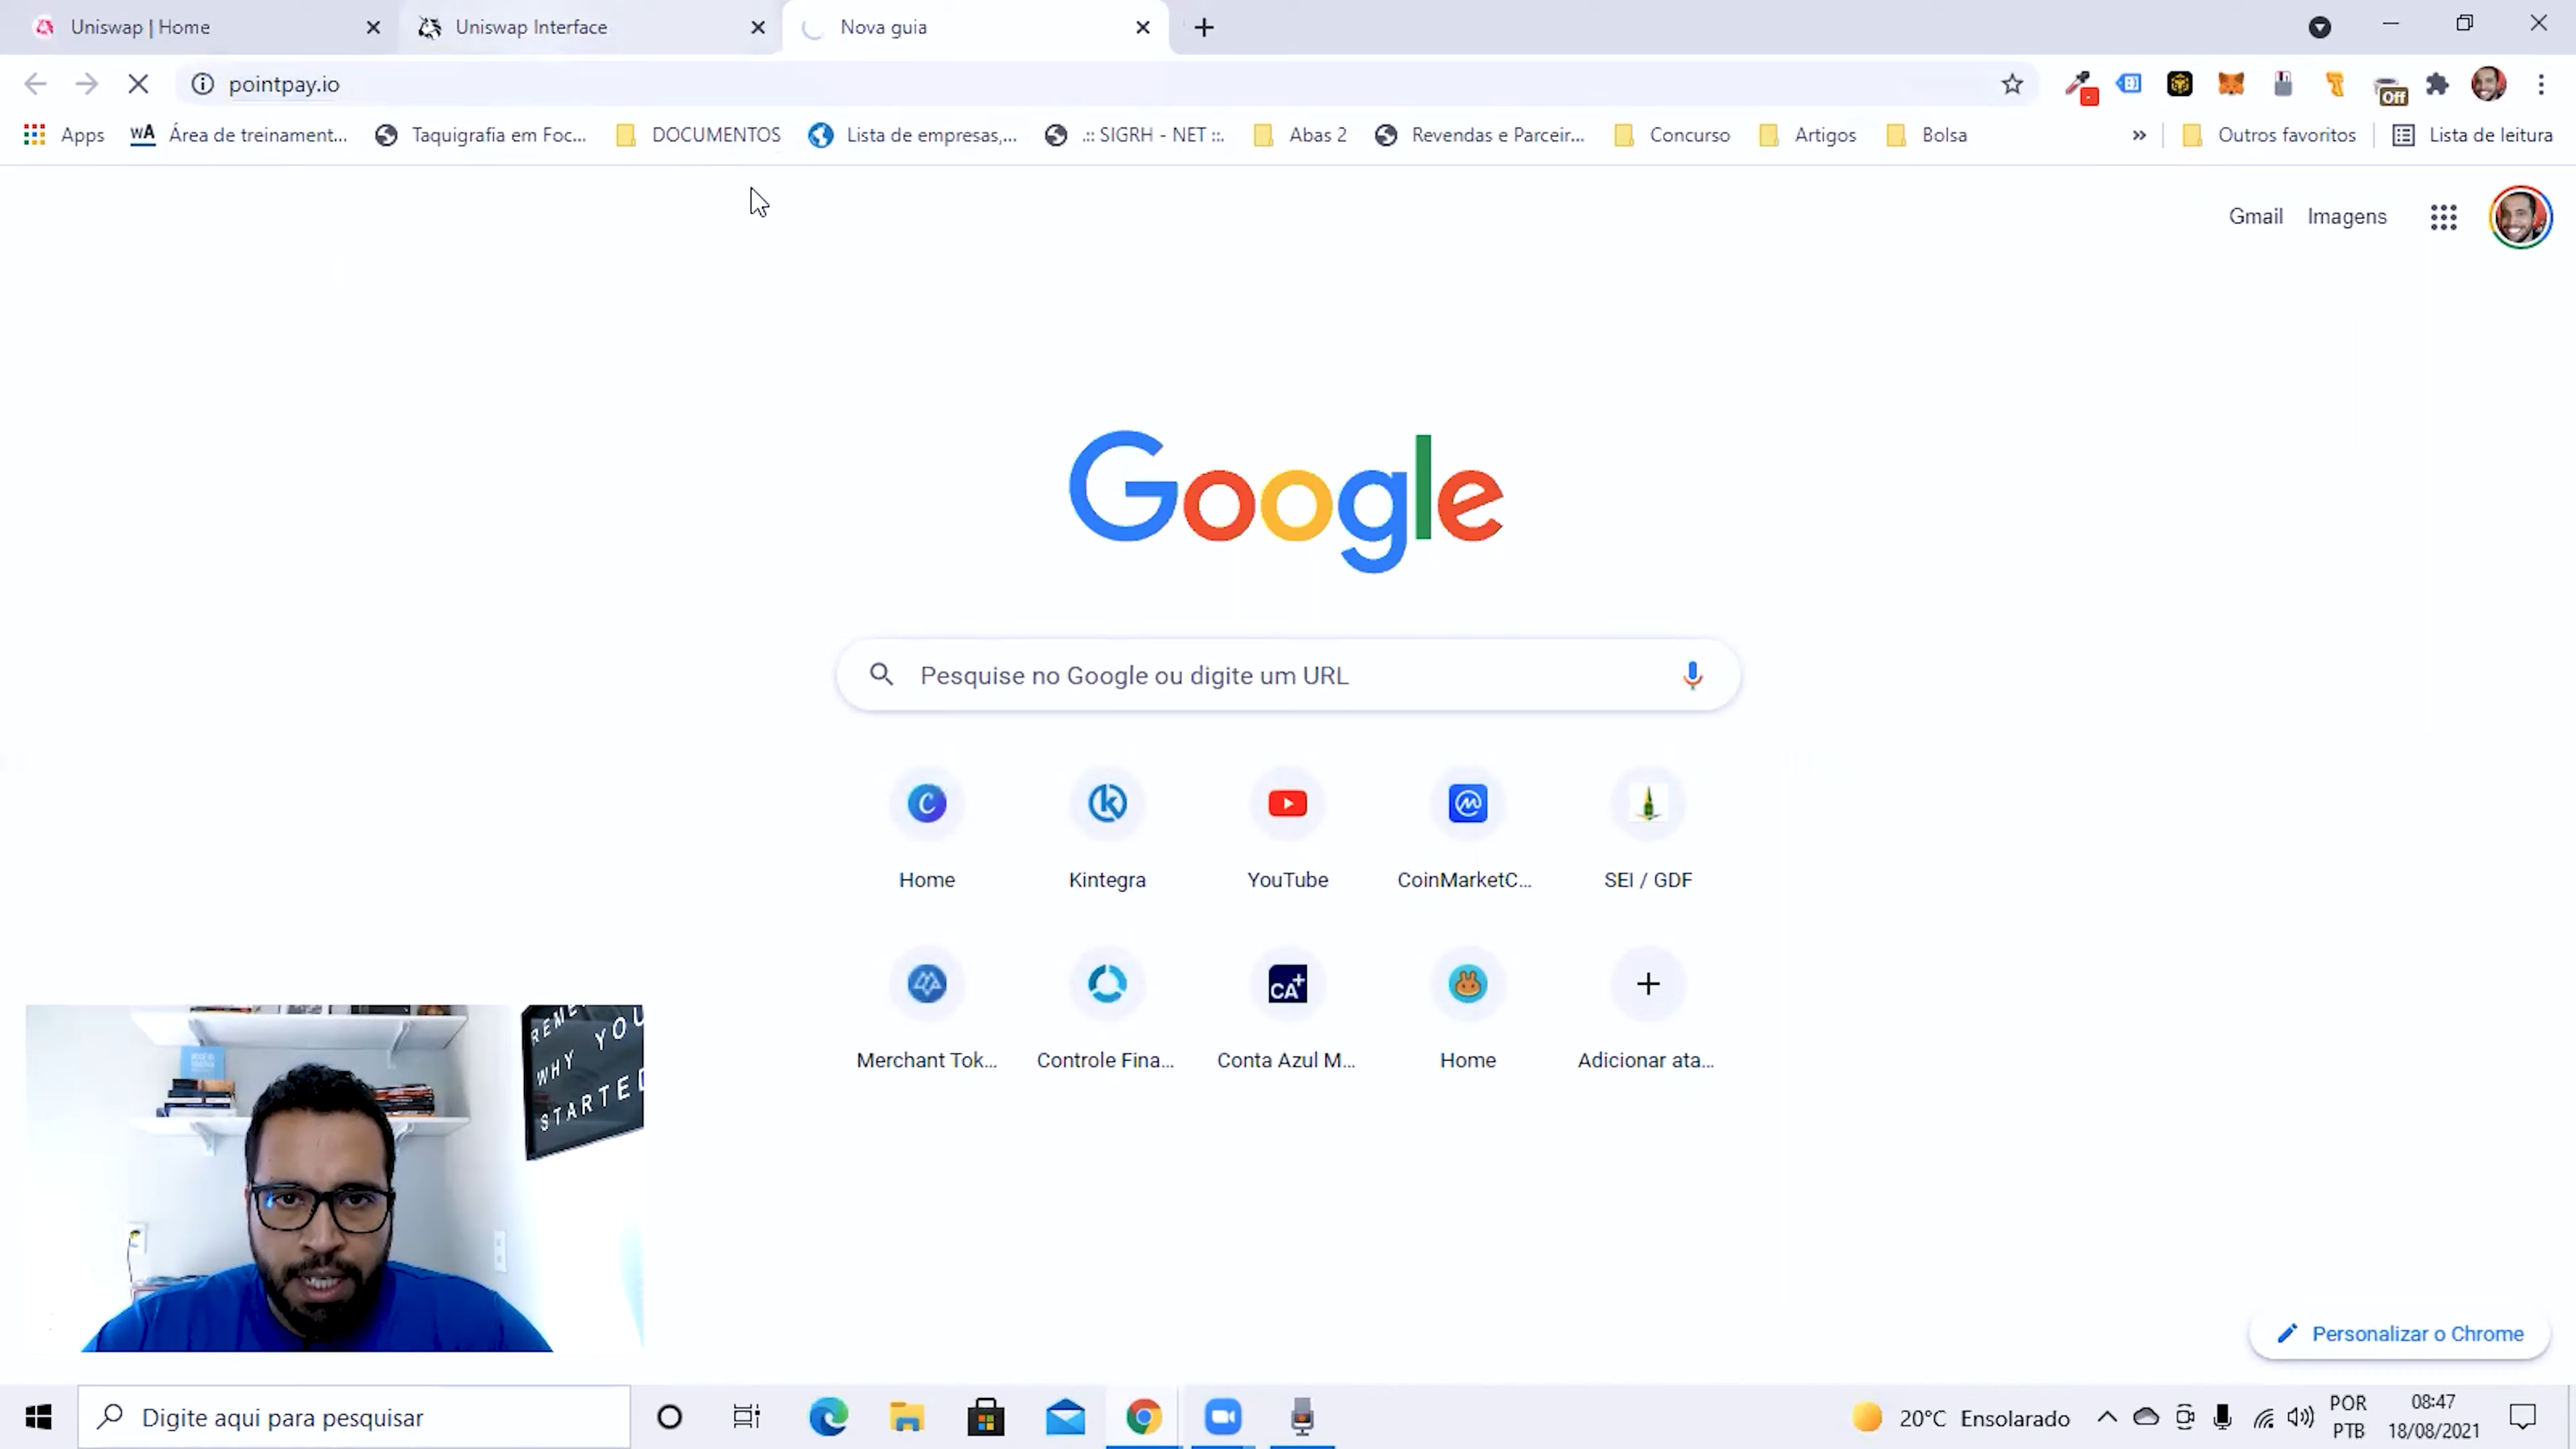 Uniswap | Home
Uniswap Interface
Nova guia
pointpay.io
Off
Apps
wA Área de treinament...
Taquigrafia em Foc...
DOCUMENTOS
Lista de empresas,...
.:: SIGRH - NET ::.
Abas 2
Revendas e Parceir...
Concurso
Artigos
Bolsa
»
Outros favoritos
Lista de leitura
Gmail
Imagens
Google
Pesquise no Google ou digite um URL
Home
Kintegra
YouTube
CoinMarketC...
SEI / GDF
CA+
Merchant Tok...
Controle Fina...
Conta Azul M...
Home
Adicionar ata...
REME
WHY YOU
STARTED
Personalizar o Chrome
Digite aqui para pesquisar
20°C Ensolarado
POR
PTB
08:47
18/08/2021